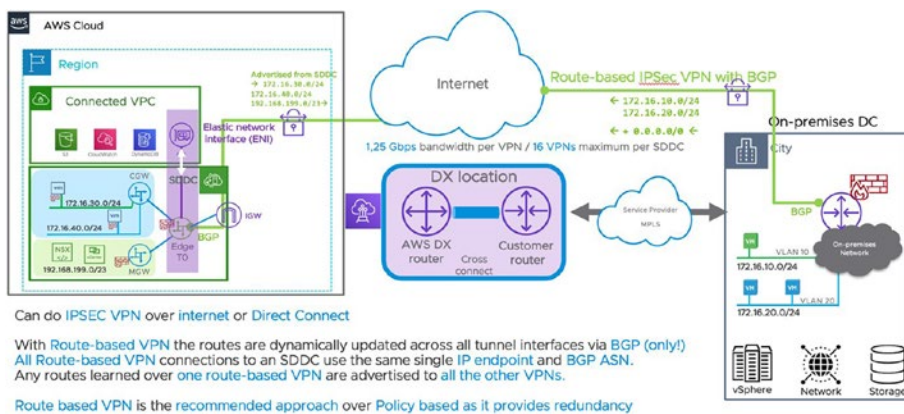 aws
AWS Cloud
Region
Connected VPC
S3
CloudWatch
DynamoDB
Elastic network
interface (ENI)
Advertised from SDDC
→ 172.16.30.0/24
172.16.40.0/24
192.168.199.0/23→
SDDC
CGW
172.16.30.0/24
172.16.40.0/24
NSX
192.168.199.0/23
MGW
Edge
T0
BGP
IGW
Internet
1,25 Gbps bandwidth per VPN / 16 VPNs maximum per SDDC
DX location
AWS DX
router
Cross
connect
Customer
router
Service Provider
MPLS
Route-based IPSec VPN with BGP
← 172.16.10.0/24
172.16.20.0/24
← + 0.0.0.0/0 ←
On-premises DC
City
BGP
On-premises
Network
VM
VLAN 10
172.16.10.0/24
VM
VM
VLAN 20
172.16.20.0/24
vSphere
Network
Storage
Can do IPSEC VPN over internet or Direct Connect
With Route-based VPN the routes are dynamically updated across all tunnel interfaces via BGP (only!)
All Route-based VPN connections to an SDDC use the same single IP endpoint and BGP ASN.
Any routes learned over one route-based VPN are advertised to all the other VPNs.
Route based VPN is the recommended approach over Policy based as it provides redundancy